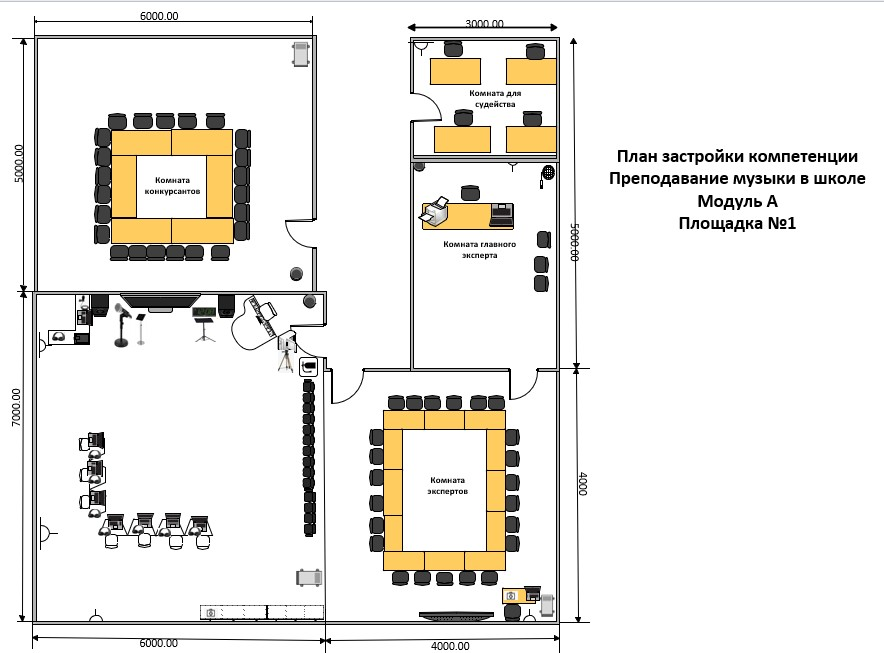 6000.00
3000.00
Комната для
судейства
План застройки компетенции
Преподавание музыки в школе
Модуль А
Площадка №1
5000.00
Комната
конкурсантов
Комната главного
эксперта
5000.00
7000.00
Комната
экспертов
4000
6000.00
4000.00